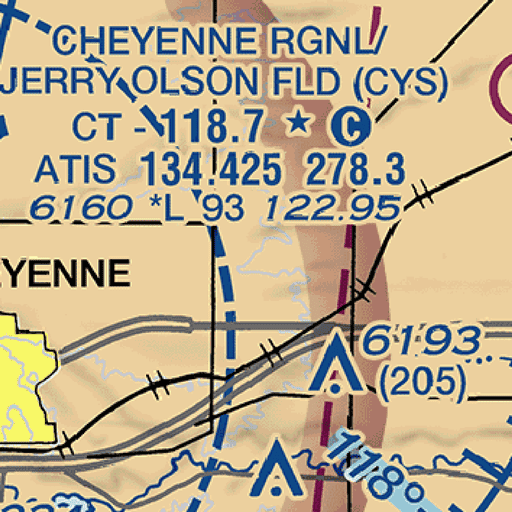 CHEYENNE RGNL/
JERRY OLSON FLD (CYS)
CT - 118.7 ★ C
ATIS 134.425 278.3
6160 *L 93 122.95
YENNE
6193
(205)
118°